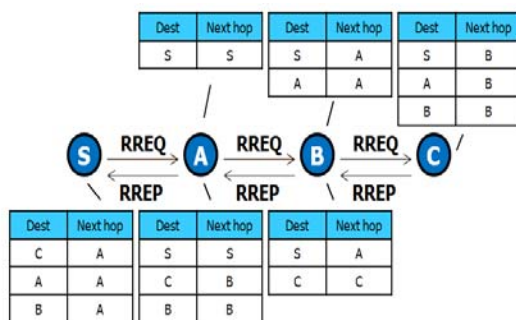 Dest Next hop
S S
Dest Next hop
S A
A A
Dest Next hop
S B
A B
B B
S RREQ A RREQ B RREQ C
RREP RREP RREP
Dest Next hop
C A
A A
B A
Dest Next hop
S S
C B
B B
Dest Next hop
S A
C C